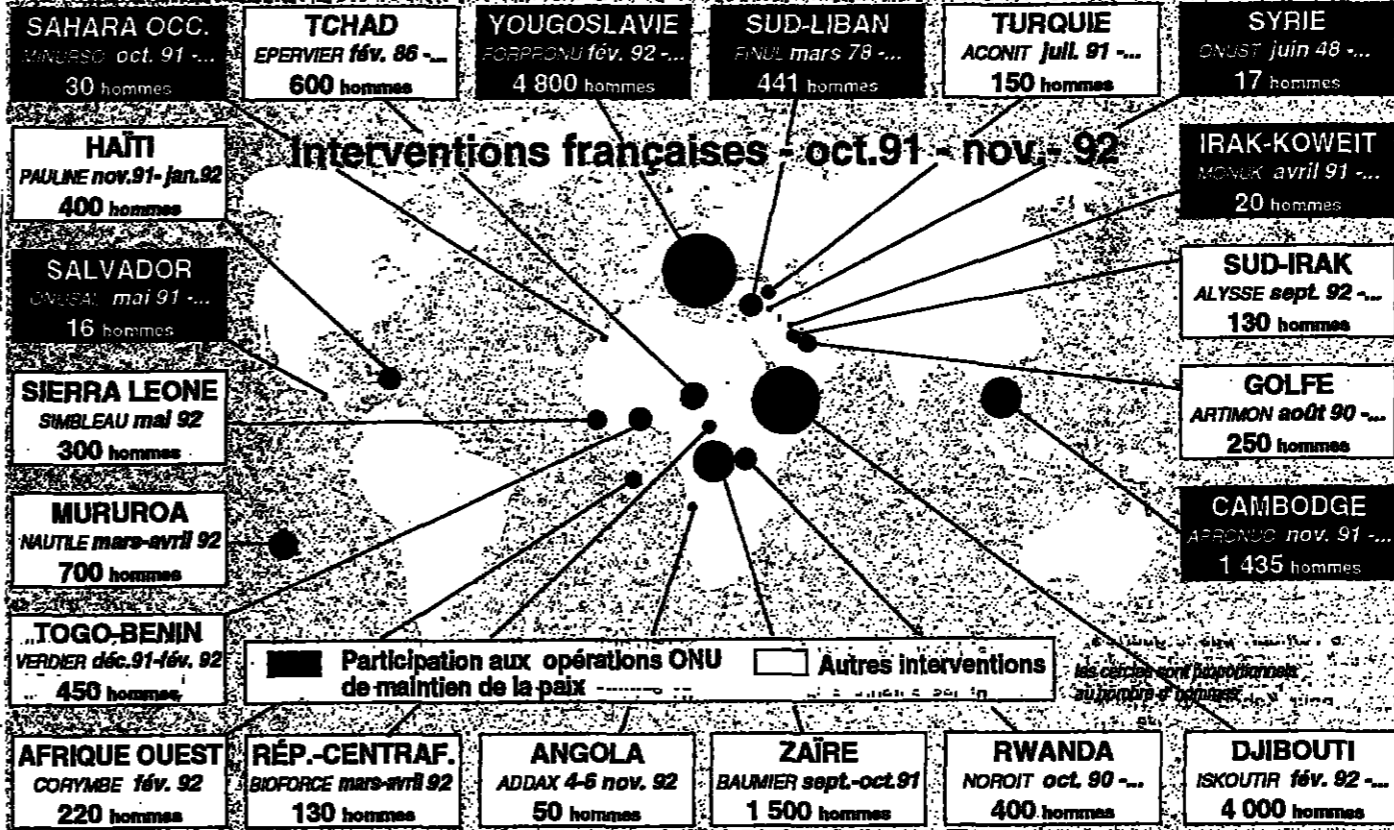 SAHARA OCC.
MINURSO oct. 91 -...
30 hommes
TCHAD
EPERVIER fév. 86 -...
600 hommes
YOUGOSLAVIE
FORPRONU fév. 92 -...
4 800 hommes
SUD-LIBAN
FINUL mars 78 -...
441 hommes
TURQUIE
ACONIT juil. 91 -...
150 hommes
SYRIE
ONUST juin 48 -...
17 hommes
Interventions françaises - oct.91 - nov.- 92
HAÏTI
PAULINE nov.91- jan.92
400 hommes
IRAK-KOWEIT
MONUIK avril 91 -...
20 hommes
SALVADOR
ONUSAL mai 91 -...
16 hommes
SUD-IRAK
ALYSSE sept. 92 -...
130 hommes
SIERRA LEONE
SIMBLEAU mai 92
300 hommes
GOLFE
ARTIMON août 90 -...
250 hommes
MURUROA
NAUTILE mars-avril 92
700 hommes
CAMBODGE
APRONUC nov. 91 -...
1 435 hommes
TOGO-BENIN
VERDIER déc.91-fév. 92
450 hommes
Participation aux opérations ONU
de maintien de la paix
Autres interventions
les cercles sont proportionnels
au nombre d'hommes
AFRIQUE OUEST
CORYMBE fév. 92
220 hommes
RÉP.-CENTRAF.
BIOFORCE mars-avril 92
130 hommes
ANGOLA
ADDAX 4-6 nov. 92
50 hommes
ZAÏRE
BAUMIER sept.-oct.91
1 500 hommes
RWANDA
NOROIT oct. 90 -...
400 hommes
DJIBOUTI
ISKOUTIR fév. 92 -...
4 000 hommes